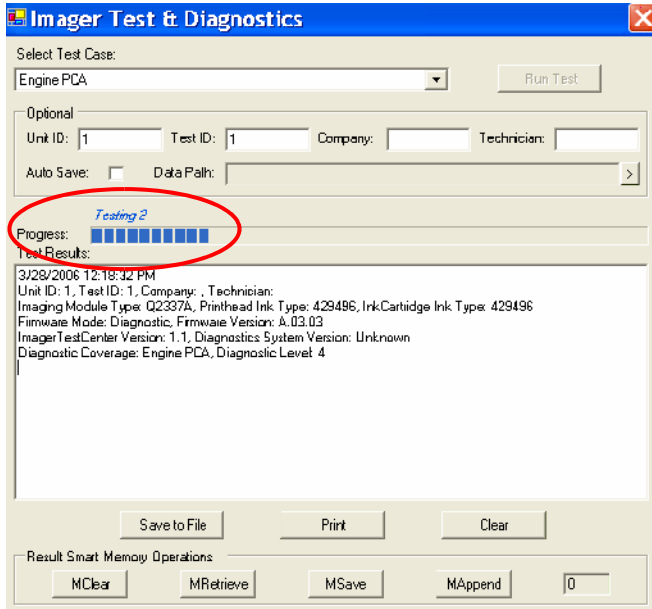 Imager Test & Diagnostics
Select Test Case:
Engine PCA
Run Test
Optional
Unit ID: 1 Test ID: 1 Company: Technician:
Auto Save: Data Path: >
Testing 2
Progress:
Test Results:
3/28/2006 12:18:32 PM
Unit ID: 1, Test ID: 1, Company: , Technician:
Imaging Module Type: Q2337A, Printhead Ink Type: 429496, InkCartridge Ink Type: 429496
Firmware Mode: Diagnostic, Firmware Version: A.03.03
ImagerTestCenter Version: 1.1, Diagnostics System Version: Unknown
Diagnostic Coverage: Engine PCA, Diagnostic Level: 4
Save to File Print Clear
Result Smart Memory Operations
MClear MRetrieve MSave MAppend 0